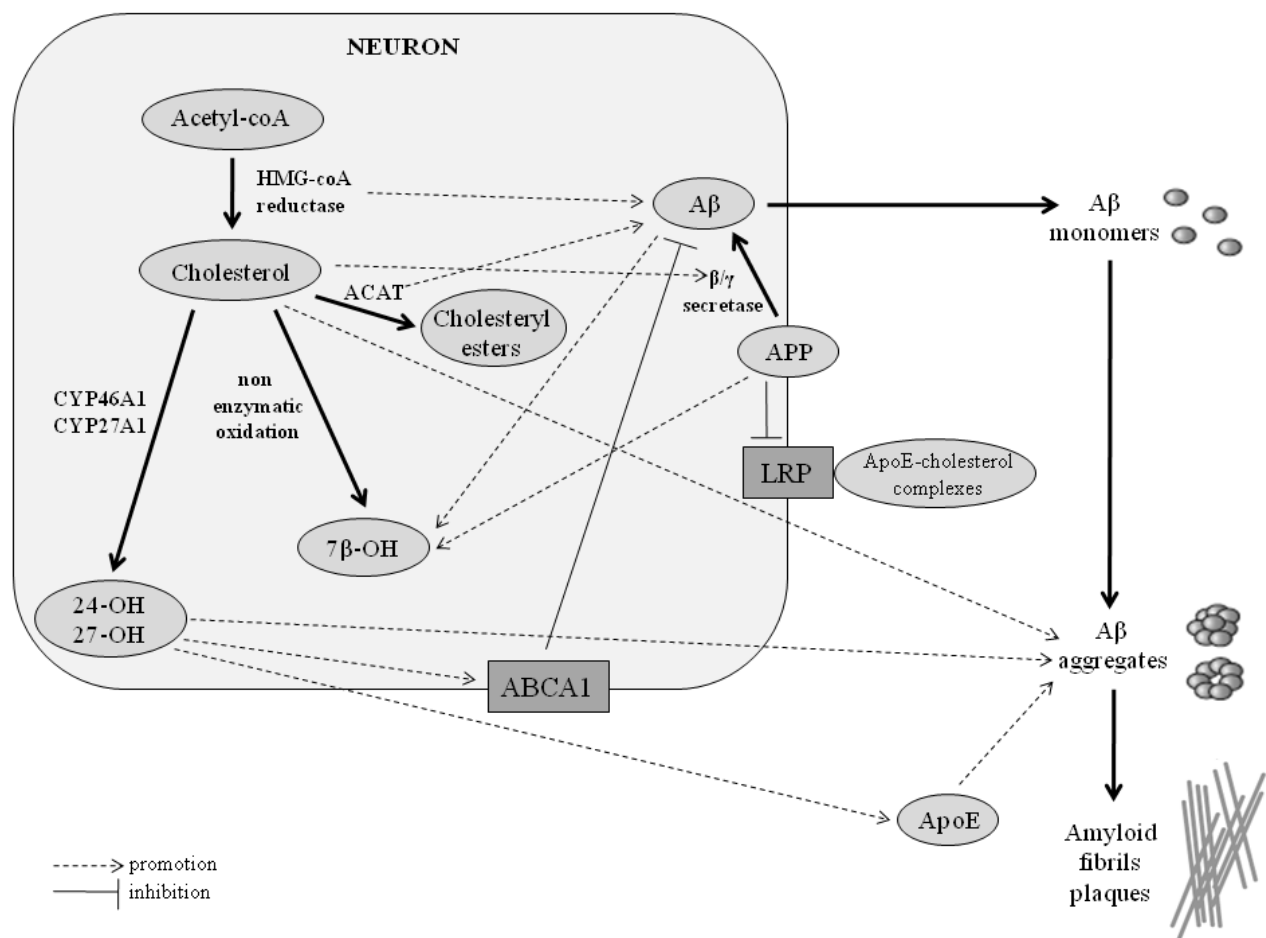 NEURON
Acetyl-coA
HMG-coA
reductase
Aβ
Aβ
monomers
Cholesterol
ACAT
β/γ
secretase
Cholesteryl
esters
APP
CYP46A1
CYP27A1
non
enzymatic
oxidation
LRP
ApoE-cholesterol
complexes
7β-OH
24-OH
27-OH
Aβ
aggregates
ABCA1
ApoE
Amyloid
fibrils
plaques
promotion
inhibition